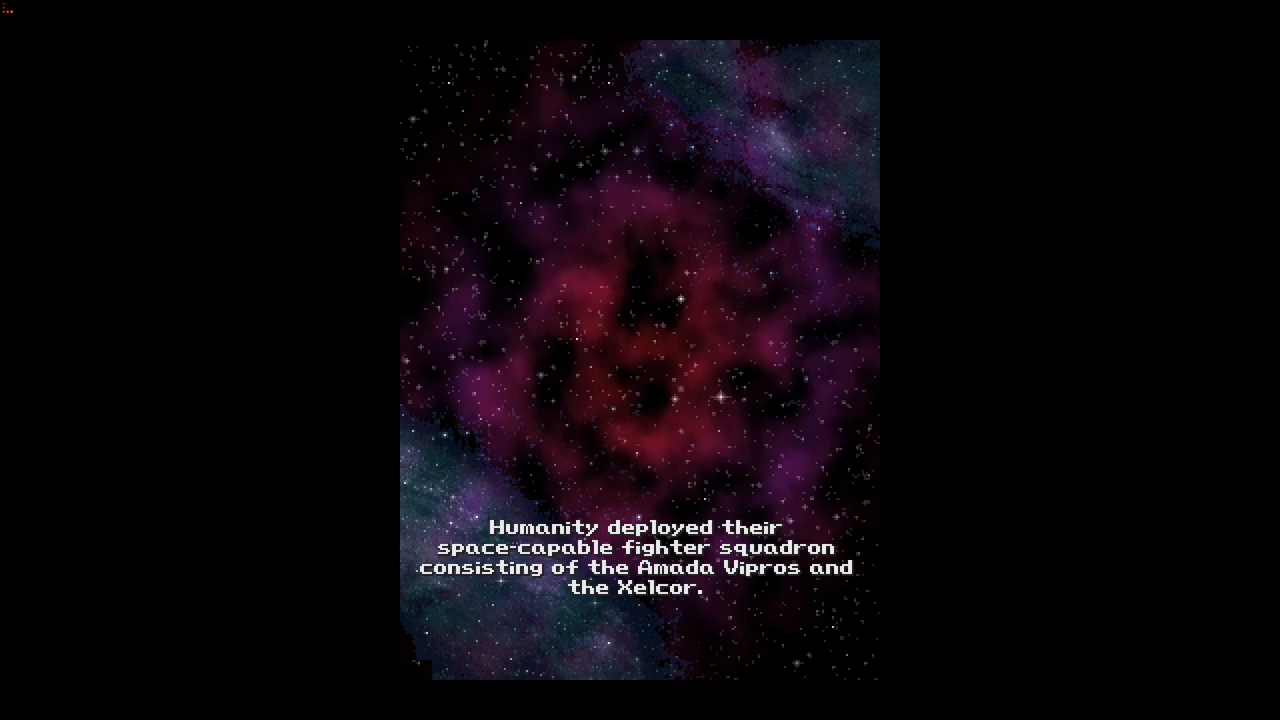 Humanity deployed their
space-capable fighter squadron
consisting of the Amada Vipros and
the Xelcor.